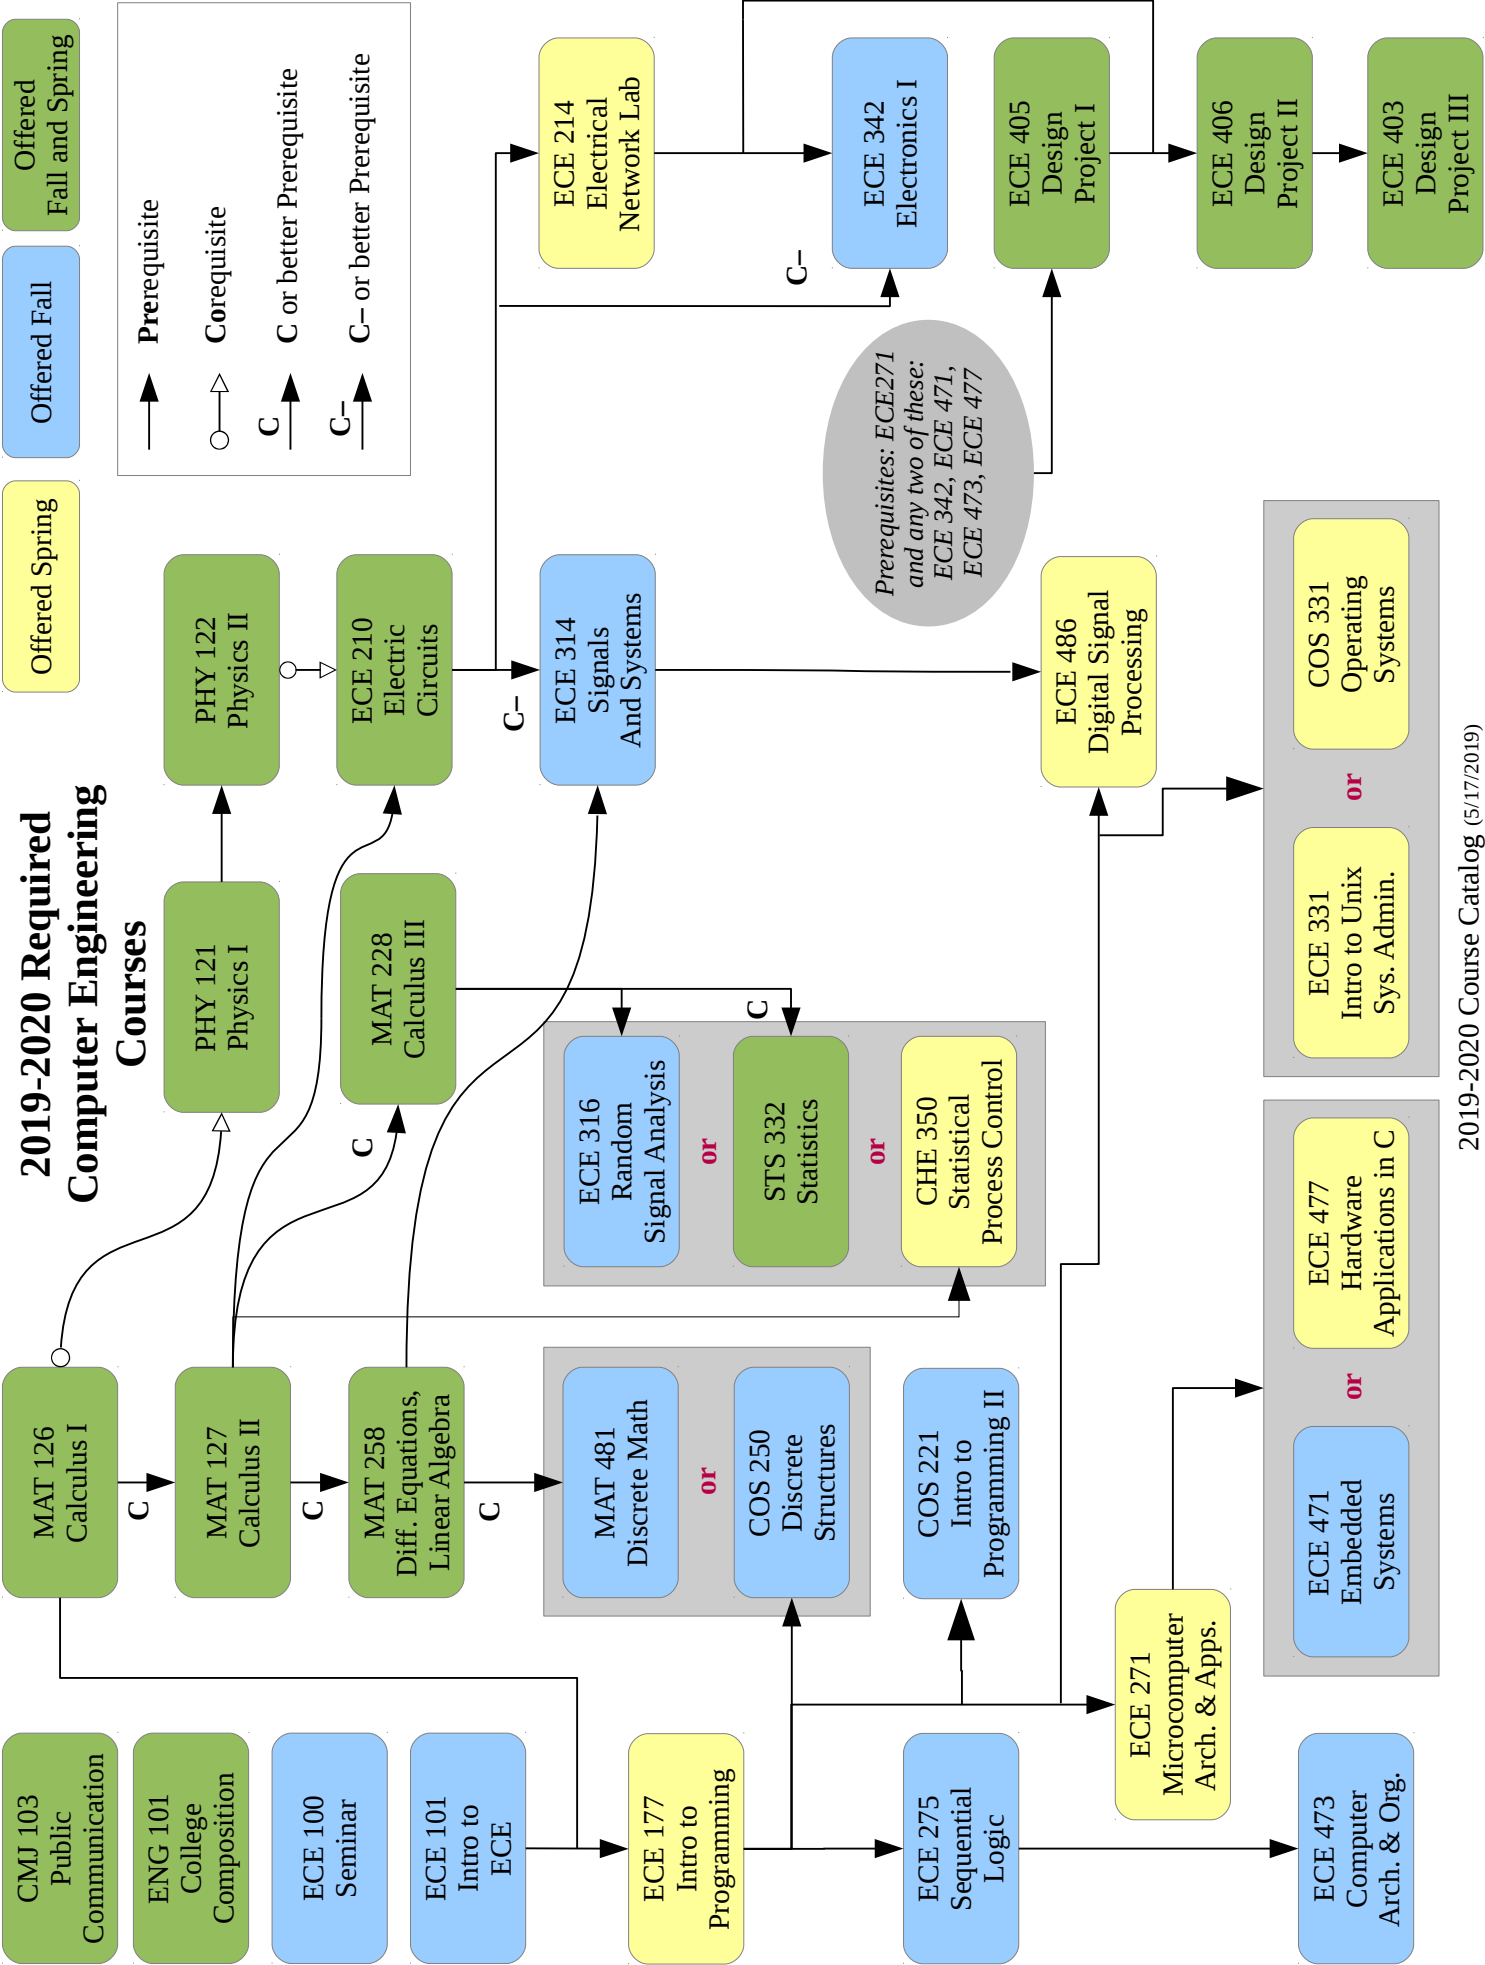 2019-2020 Required
Computer Engineering
Courses
Offered Spring
Offered Fall
Offered
Fall and Spring
Prerequisite
Corequisite
C
C or better Prerequisite
C–
C– or better Prerequisite
CMJ 103
Public
Communication
ENG 101
College
Composition
ECE 100
Seminar
ECE 101
Intro to
ECE
ECE 177
Intro to
Programming
ECE 275
Sequential
Logic
ECE 473
Computer
Arch. & Org.
ECE 271
Microcomputer
Arch. & Apps.
MAT 126
Calculus I
C
MAT 127
Calculus II
C
MAT 258
Diff. Equations,
Linear Algebra
C
MAT 481
Discrete Math
or
COS 250
Discrete
Structures
COS 221
Intro to
Programming II
ECE 471
Embedded
Systems
or
ECE 477
Hardware
Applications in C
PHY 121
Physics I
C
MAT 228
Calculus III
ECE 316
Random
Signal Analysis
or
C
STS 332
Statistics
or
CHE 350
Statistical
Process Control
ECE 331
Intro to Unix
Sys. Admin.
or
COS 331
Operating
Systems
PHY 122
Physics II
ECE 210
Electric
Circuits
C–
ECE 314
Signals
And Systems
ECE 486
Digital Signal
Processing
Prerequisites: ECE271
and any two of these:
ECE 342, ECE 471,
ECE 473, ECE 477
ECE 214
Electrical
Network Lab
C–
ECE 342
Electronics I
ECE 405
Design
Project I
ECE 406
Design
Project II
ECE 403
Design
Project III
2019-2020 Course Catalog (5/17/2019)